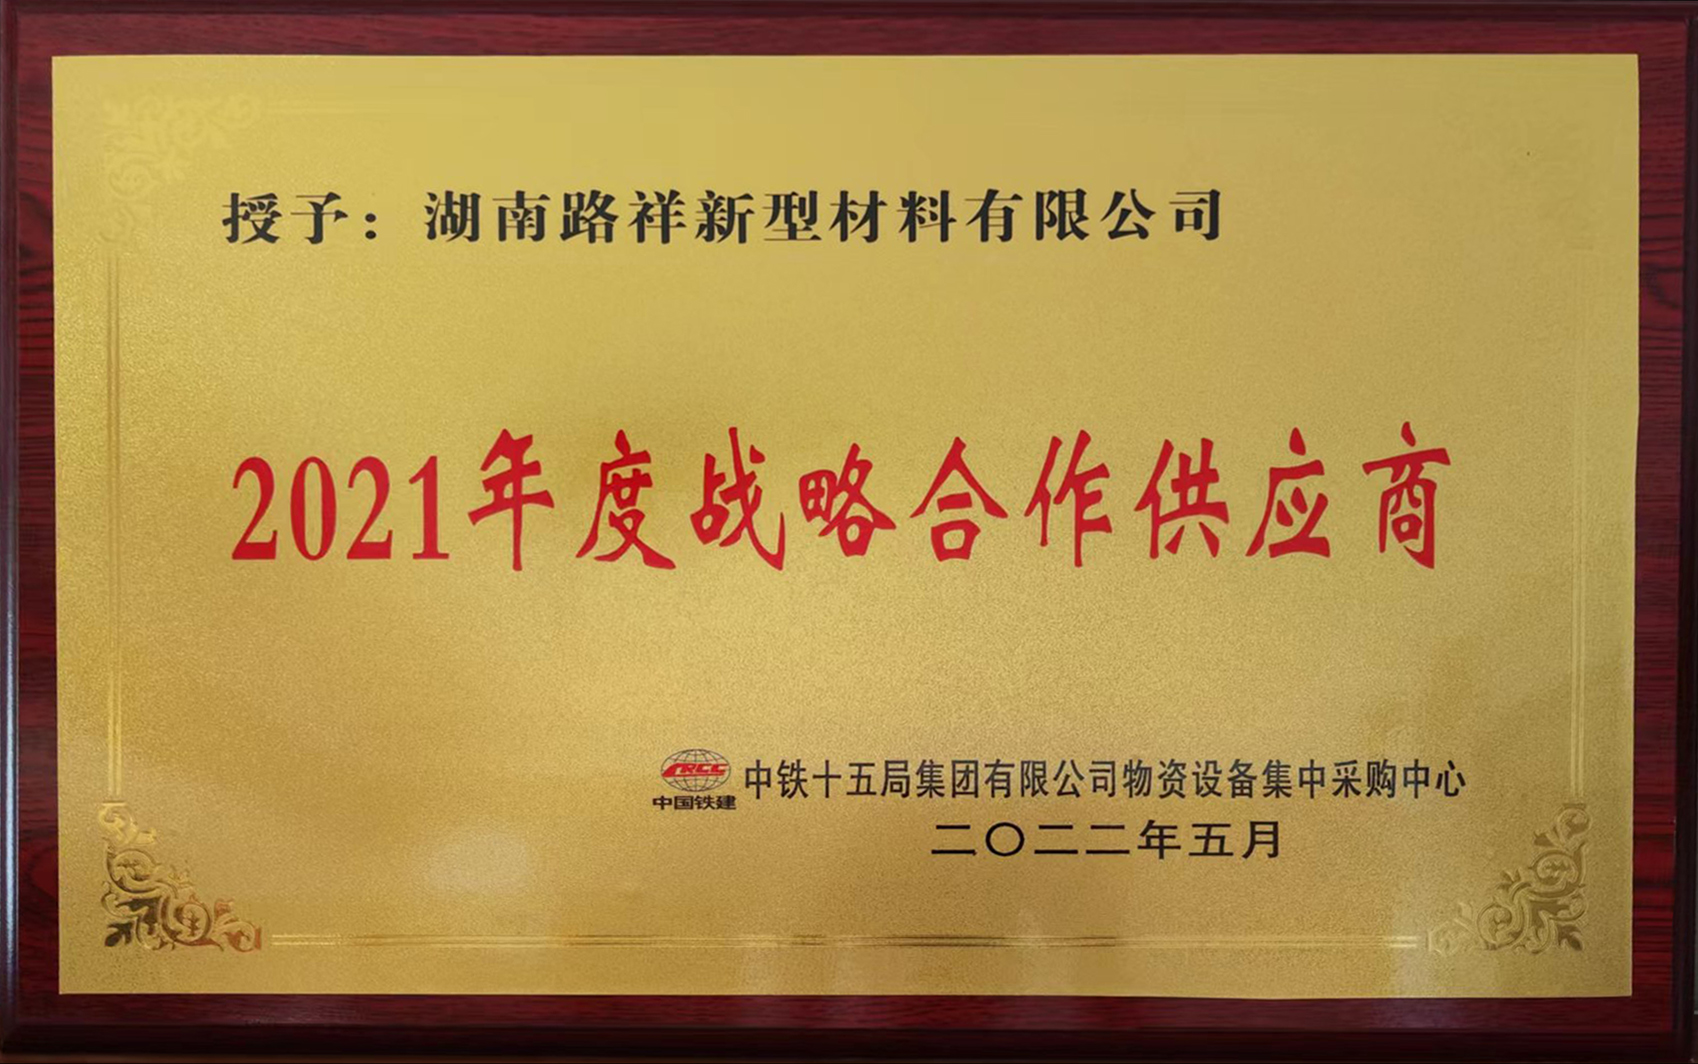 授予：湖南路祥新型材料有限公司
2021年度战略合作供应商
CRCC
中国铁建
中铁十五局集团有限公司物资设备集中采购中心
二〇二二年五月